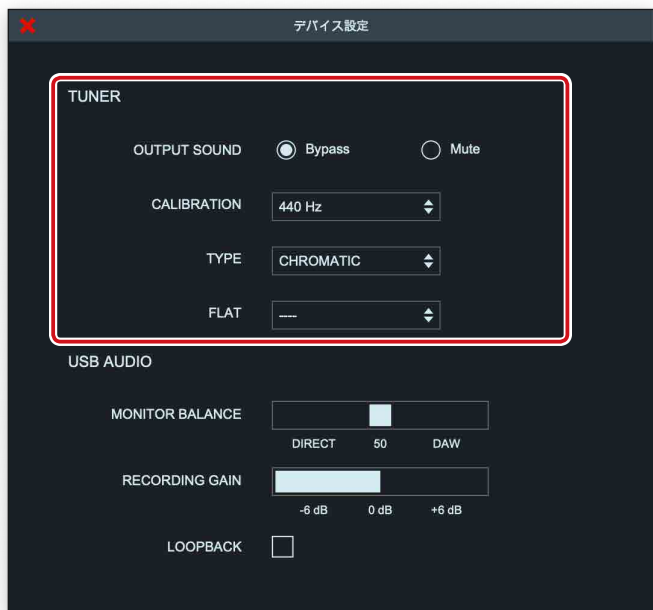 デバイス設定
TUNER
OUTPUT SOUND Bypass Mute
CALIBRATION 440 Hz
TYPE CHROMATIC
FLAT ----
USB AUDIO
MONITOR BALANCE
DIRECT 50 DAW
RECORDING GAIN
-6 dB 0 dB +6 dB
LOOPBACK